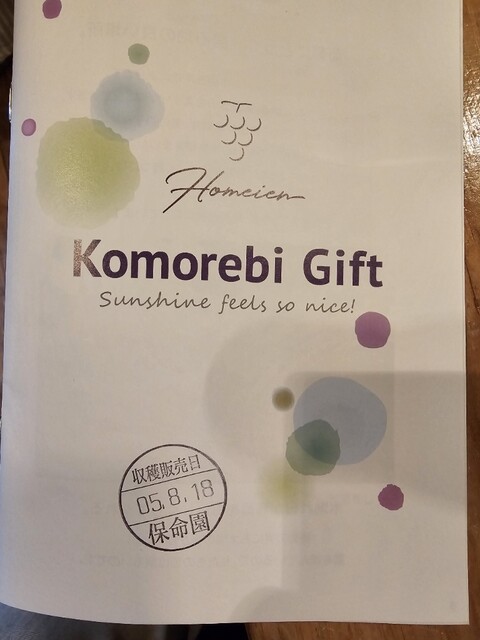 Homeien
Komorebi Gift
Sunshine feels so nice!
収穫販売日
05.8.18
保命園